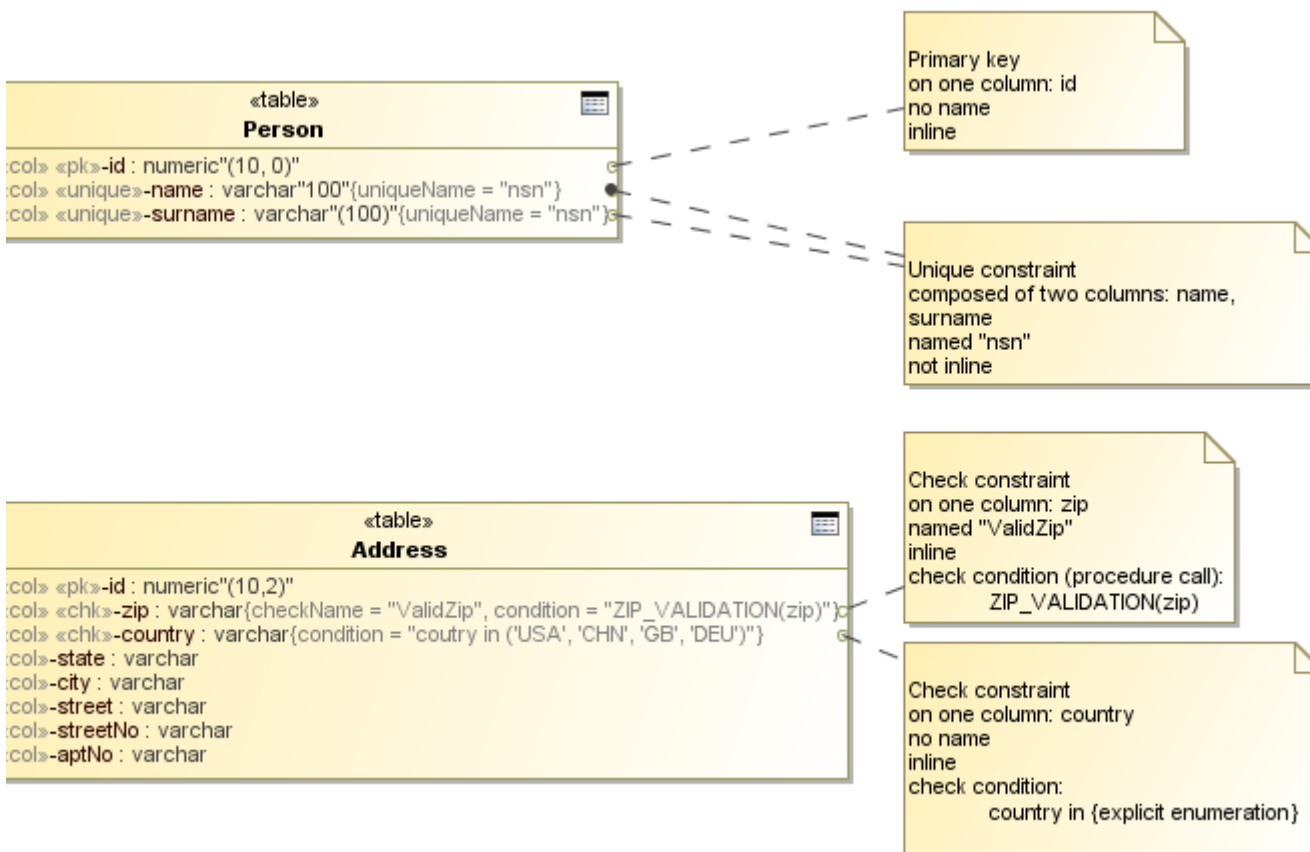 «table»
Person
:col» «pk»-id : numeric"(10, 0)"
:col» «unique»-name : varchar"100"{uniqueName = "nsn"}
:col» «unique»-surname : varchar"(100)"{uniqueName = "nsn"}
Primary key
on one column: id
no name
inline
Unique constraint
composed of two columns: name,
surname
named "nsn"
not inline
«table»
Address
:col» «pk»-id : numeric"(10,2)"
:col» «chk»-zip : varchar{checkName = "ValidZip", condition = "ZIP_VALIDATION(zip)"}
:col» «chk»-country : varchar{condition = "coutry in ('USA', 'CHN', 'GB', 'DEU')"}
:col»-state : varchar
:col»-city : varchar
:col»-street : varchar
:col»-streetNo : varchar
:col»-aptNo : varchar
Check constraint
on one column: zip
named "ValidZip"
inline
check condition (procedure call):
ZIP_VALIDATION(zip)
Check constraint
on one column: country
no name
inline
check condition:
country in {explicit enumeration}